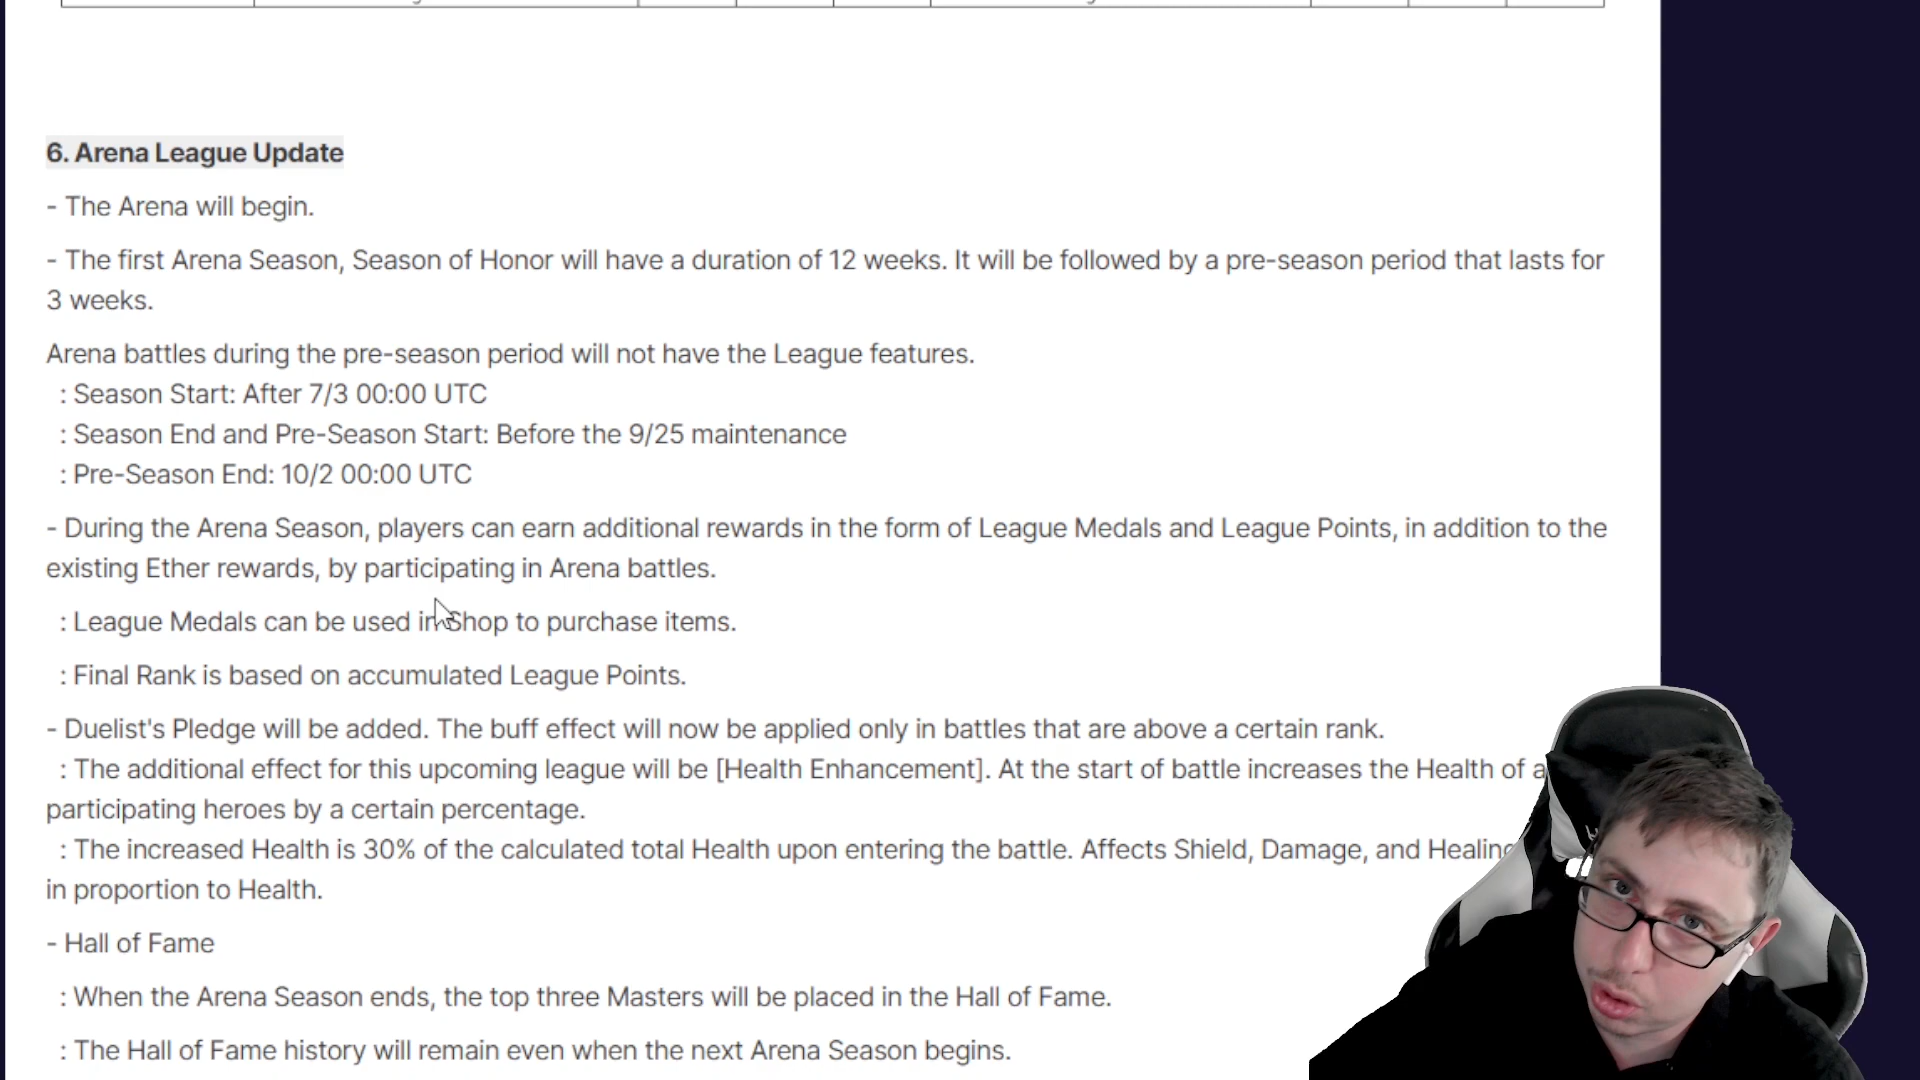 6. Arena League Update
- The Arena will begin.
- The first Arena Season, Season of Honor will have a duration of 12 weeks. It will be followed by a pre-season period that lasts for
3 weeks.
Arena battles during the pre-season period will not have the League features.
: Season Start: After 7/3 00:00 UTC
: Season End and Pre-Season Start: Before the 9/25 maintenance
: Pre-Season End: 10/2 00:00 UTC
- During the Arena Season, players can earn additional rewards in the form of League Medals and League Points, in addition to the
existing Ether rewards, by participating in Arena battles.
: League Medals can be used in Shop to purchase items.
: Final Rank is based on accumulated League Points.
- Duelist's Pledge will be added. The buff effect will now be applied only in battles that are above a certain rank.
: The additional effect for this upcoming league will be [Health Enhancement]. At the start of battle increases the Health of
participating heroes by a certain percentage.
: The increased Health is 30% of the calculated total Health upon entering the battle. Affects Shield, Damage, and Healing
in proportion to Health.
- Hall of Fame
: When the Arena Season ends, the top three Masters will be placed in the Hall of Fame.
: The Hall of Fame history will remain even when the next Arena Season begins.